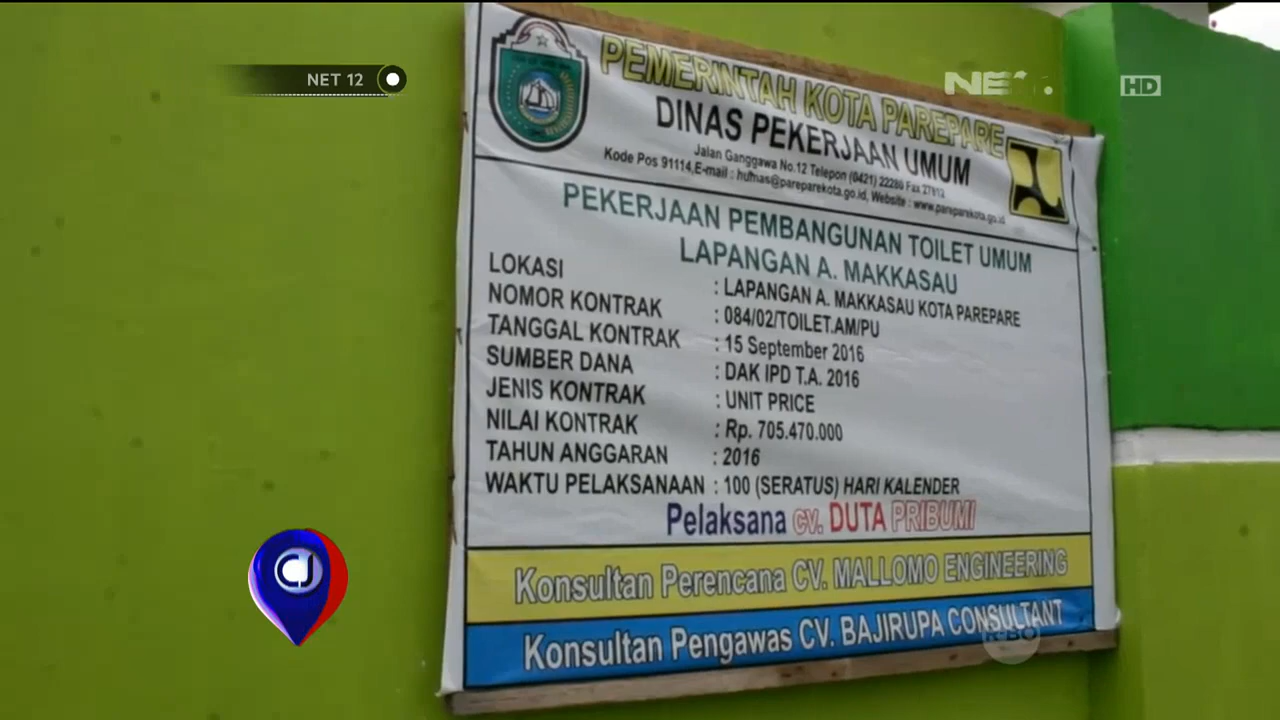 NET 12
HD
PEMERINTAH KOTA PAREPARE
DINAS PEKERJAAN UMUM
Jalan Ganggawa No.12 Telepon (0421) 22280 Fax 27812
Kode Pos 91114,E-mail : humas@pareparekota.go.id, Website : www.pareparekota.go.id
PEKERJAAN PEMBANGUNAN TOILET UMUM
LAPANGAN A. MAKKASAU
LOKASI : LAPANGAN A. MAKKASAU KOTA PAREPARE
NOMOR KONTRAK : 084/02/TOILET.AM/PU
TANGGAL KONTRAK : 15 September 2016
SUMBER DANA : DAK IPD T.A. 2016
JENIS KONTRAK : UNIT PRICE
NILAI KONTRAK : Rp. 705.470.000
TAHUN ANGGARAN : 2016
WAKTU PELAKSANAAN : 100 (SERATUS) HARI KALENDER
Pelaksana CV. DUTA PRIBUMI
Konsultan Perencana CV. MALLOMO ENGINEERING
Konsultan Pengawas CV. BAJIRUPA CONSULTANT
CJ